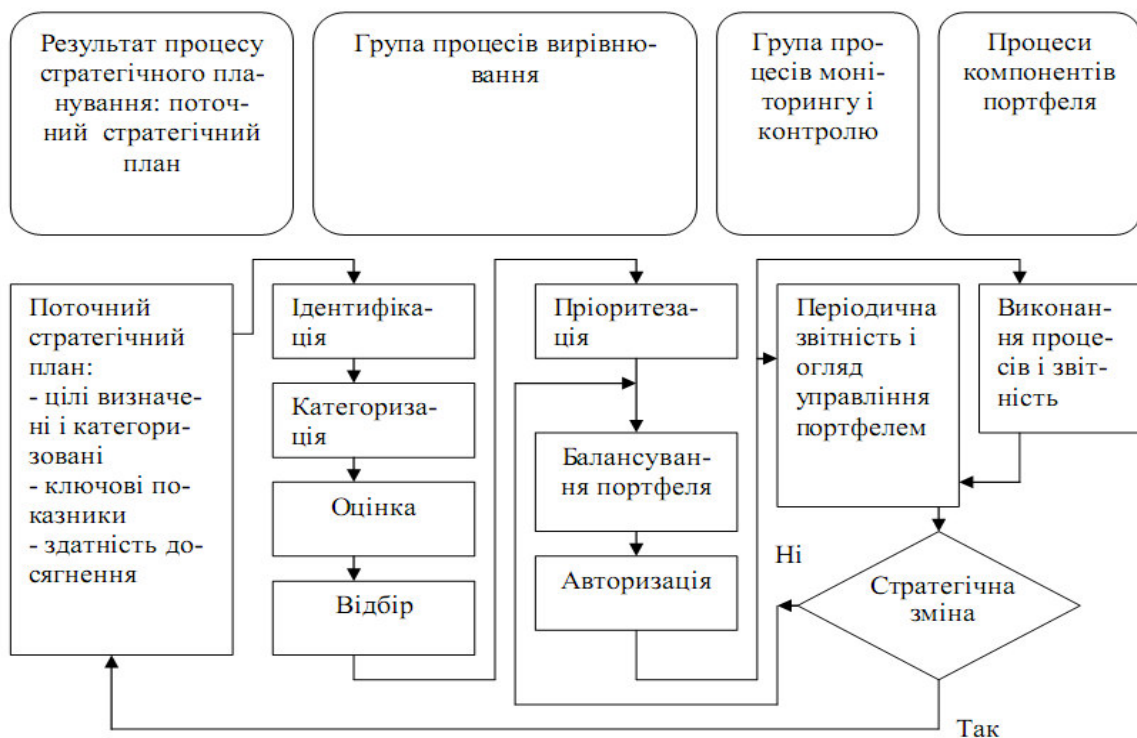 Результат процесу
стратегічного пла-
нування: поточ-
ний стратегічний
план
Група процесів вирівню-
вання
Група про-
цесів моні-
торингу і
контролю
Процеси
компонентів
портфеля
Поточний
стратегічний
план:
- цілі визначе-
ні і категори-
зовані
- ключові по-
казники
- здатність до-
сягнення
Ідентифіка-
ція
Категориза-
ція
Оцінка
Відбір
Пріоритеза-
ція
Балансуван-
ня портфеля
Авторизація
Періодична
звітність і
огляд
управління
портфелем
Виконан-
ня проце-
сів і звіт-
ність
Ні
Стратегічна
зміна
Так